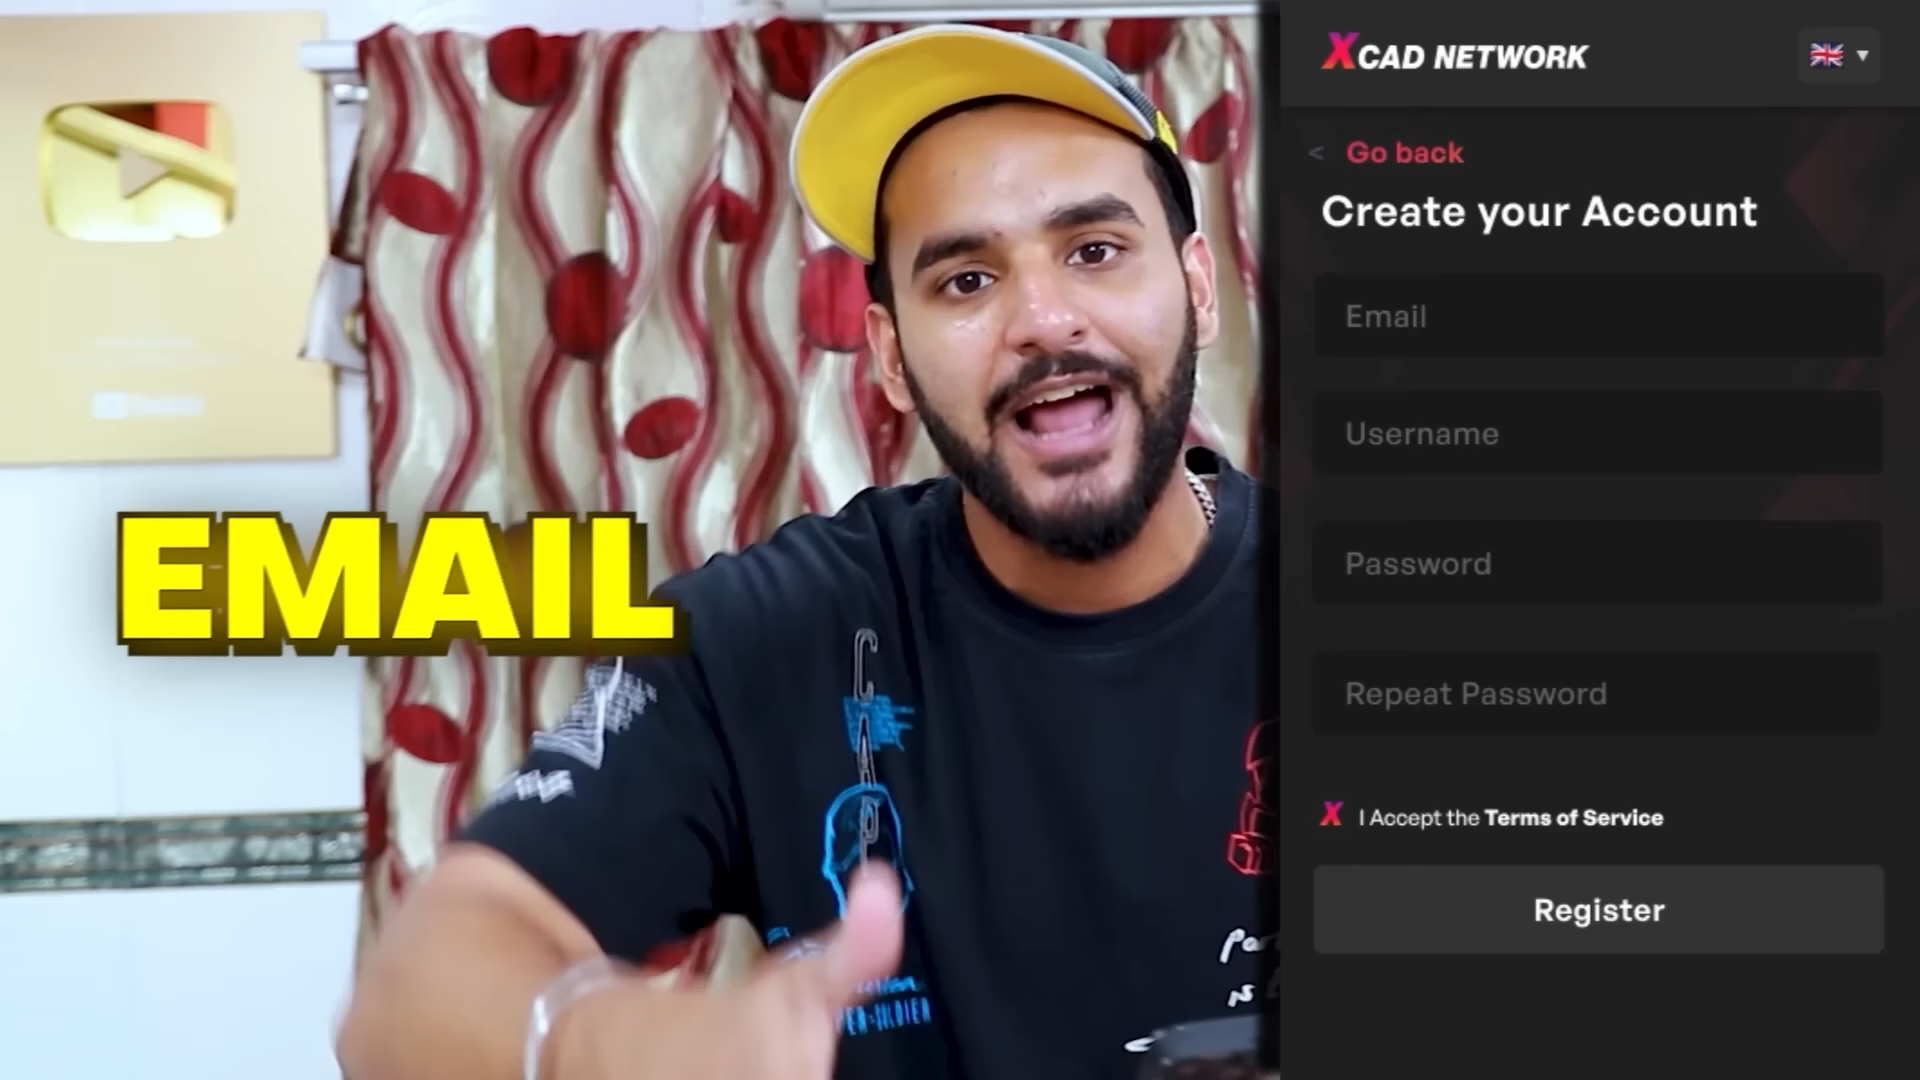 EMAIL
XCAD NETWORK
< Go back
Create your Account
Email
Username
Password
Repeat Password
X I Accept the Terms of Service
Register